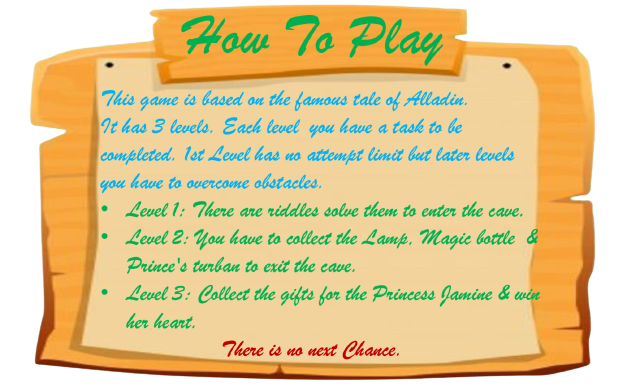 How To Play
This game is based on the famous tale of Alladin.
It has 3 levels. Each level you have a task to be
completed. 1st Level has no attempt limit but later levels
you have to overcome obstacles.
• Level 1: There are riddles solve them to enter the cave.
• Level 2: You have to collect the Lamp, Magic bottle &
Prince's turban to exit the cave.
• Level 3: Collect the gifts for the Princess Jamine & win
her heart.
There is no next Chance.